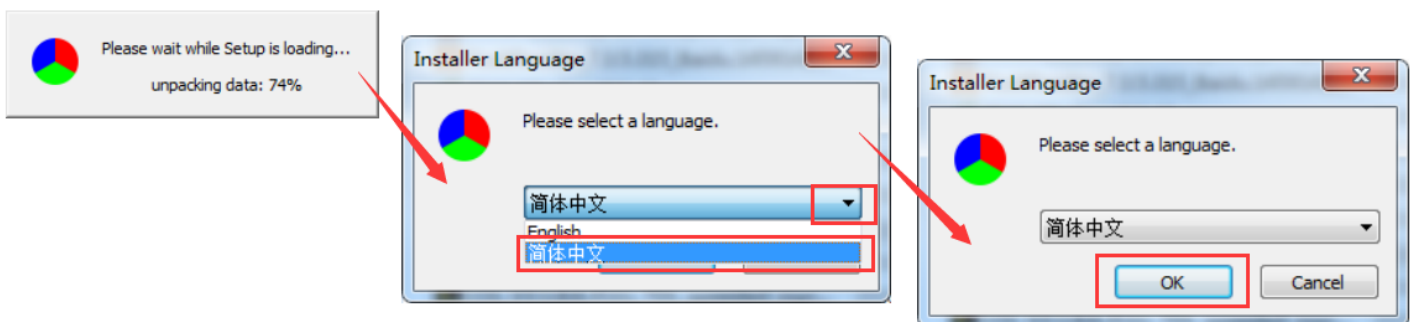 Please wait while Setup is loading...
unpacking data: 74%
Installer Language
Please select a language.
简体中文
English
简体中文
Installer Language
Please select a language.
简体中文
OK
Cancel